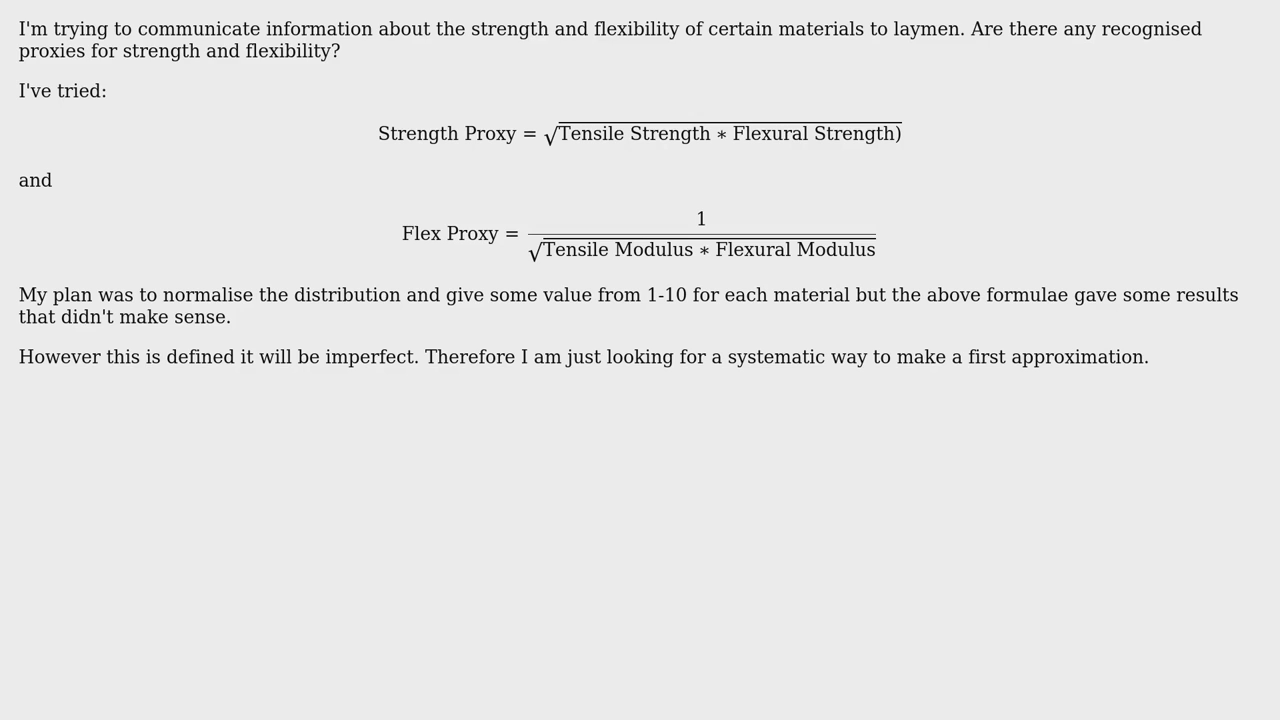 I'm trying to communicate information about the strength and flexibility of certain materials to laymen. Are there any recognised
proxies for strength and flexibility?
I've tried:
Strength Proxy = √Tensile Strength ∗ Flexural Strength)
and
Flex Proxy = 1 / √Tensile Modulus ∗ Flexural Modulus
My plan was to normalise the distribution and give some value from 1-10 for each material but the above formulae gave some results
that didn't make sense.
However this is defined it will be imperfect. Therefore I am just looking for a systematic way to make a first approximation.